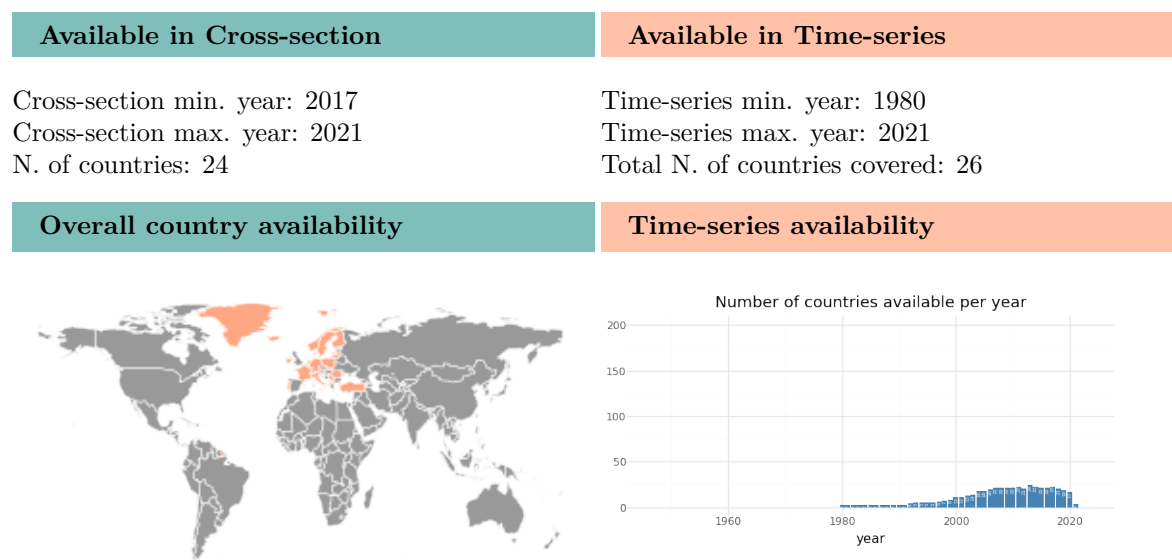 Available in Cross-section
Available in Time-series
Cross-section min. year: 2017
Cross-section max. year: 2021
N. of countries: 24
Time-series min. year: 1980
Time-series max. year: 2021
Total N. of countries covered: 26
Overall country availability
Time-series availability
Number of countries available per year
200
150
100
50
0
1960
1980
2000
2020
year